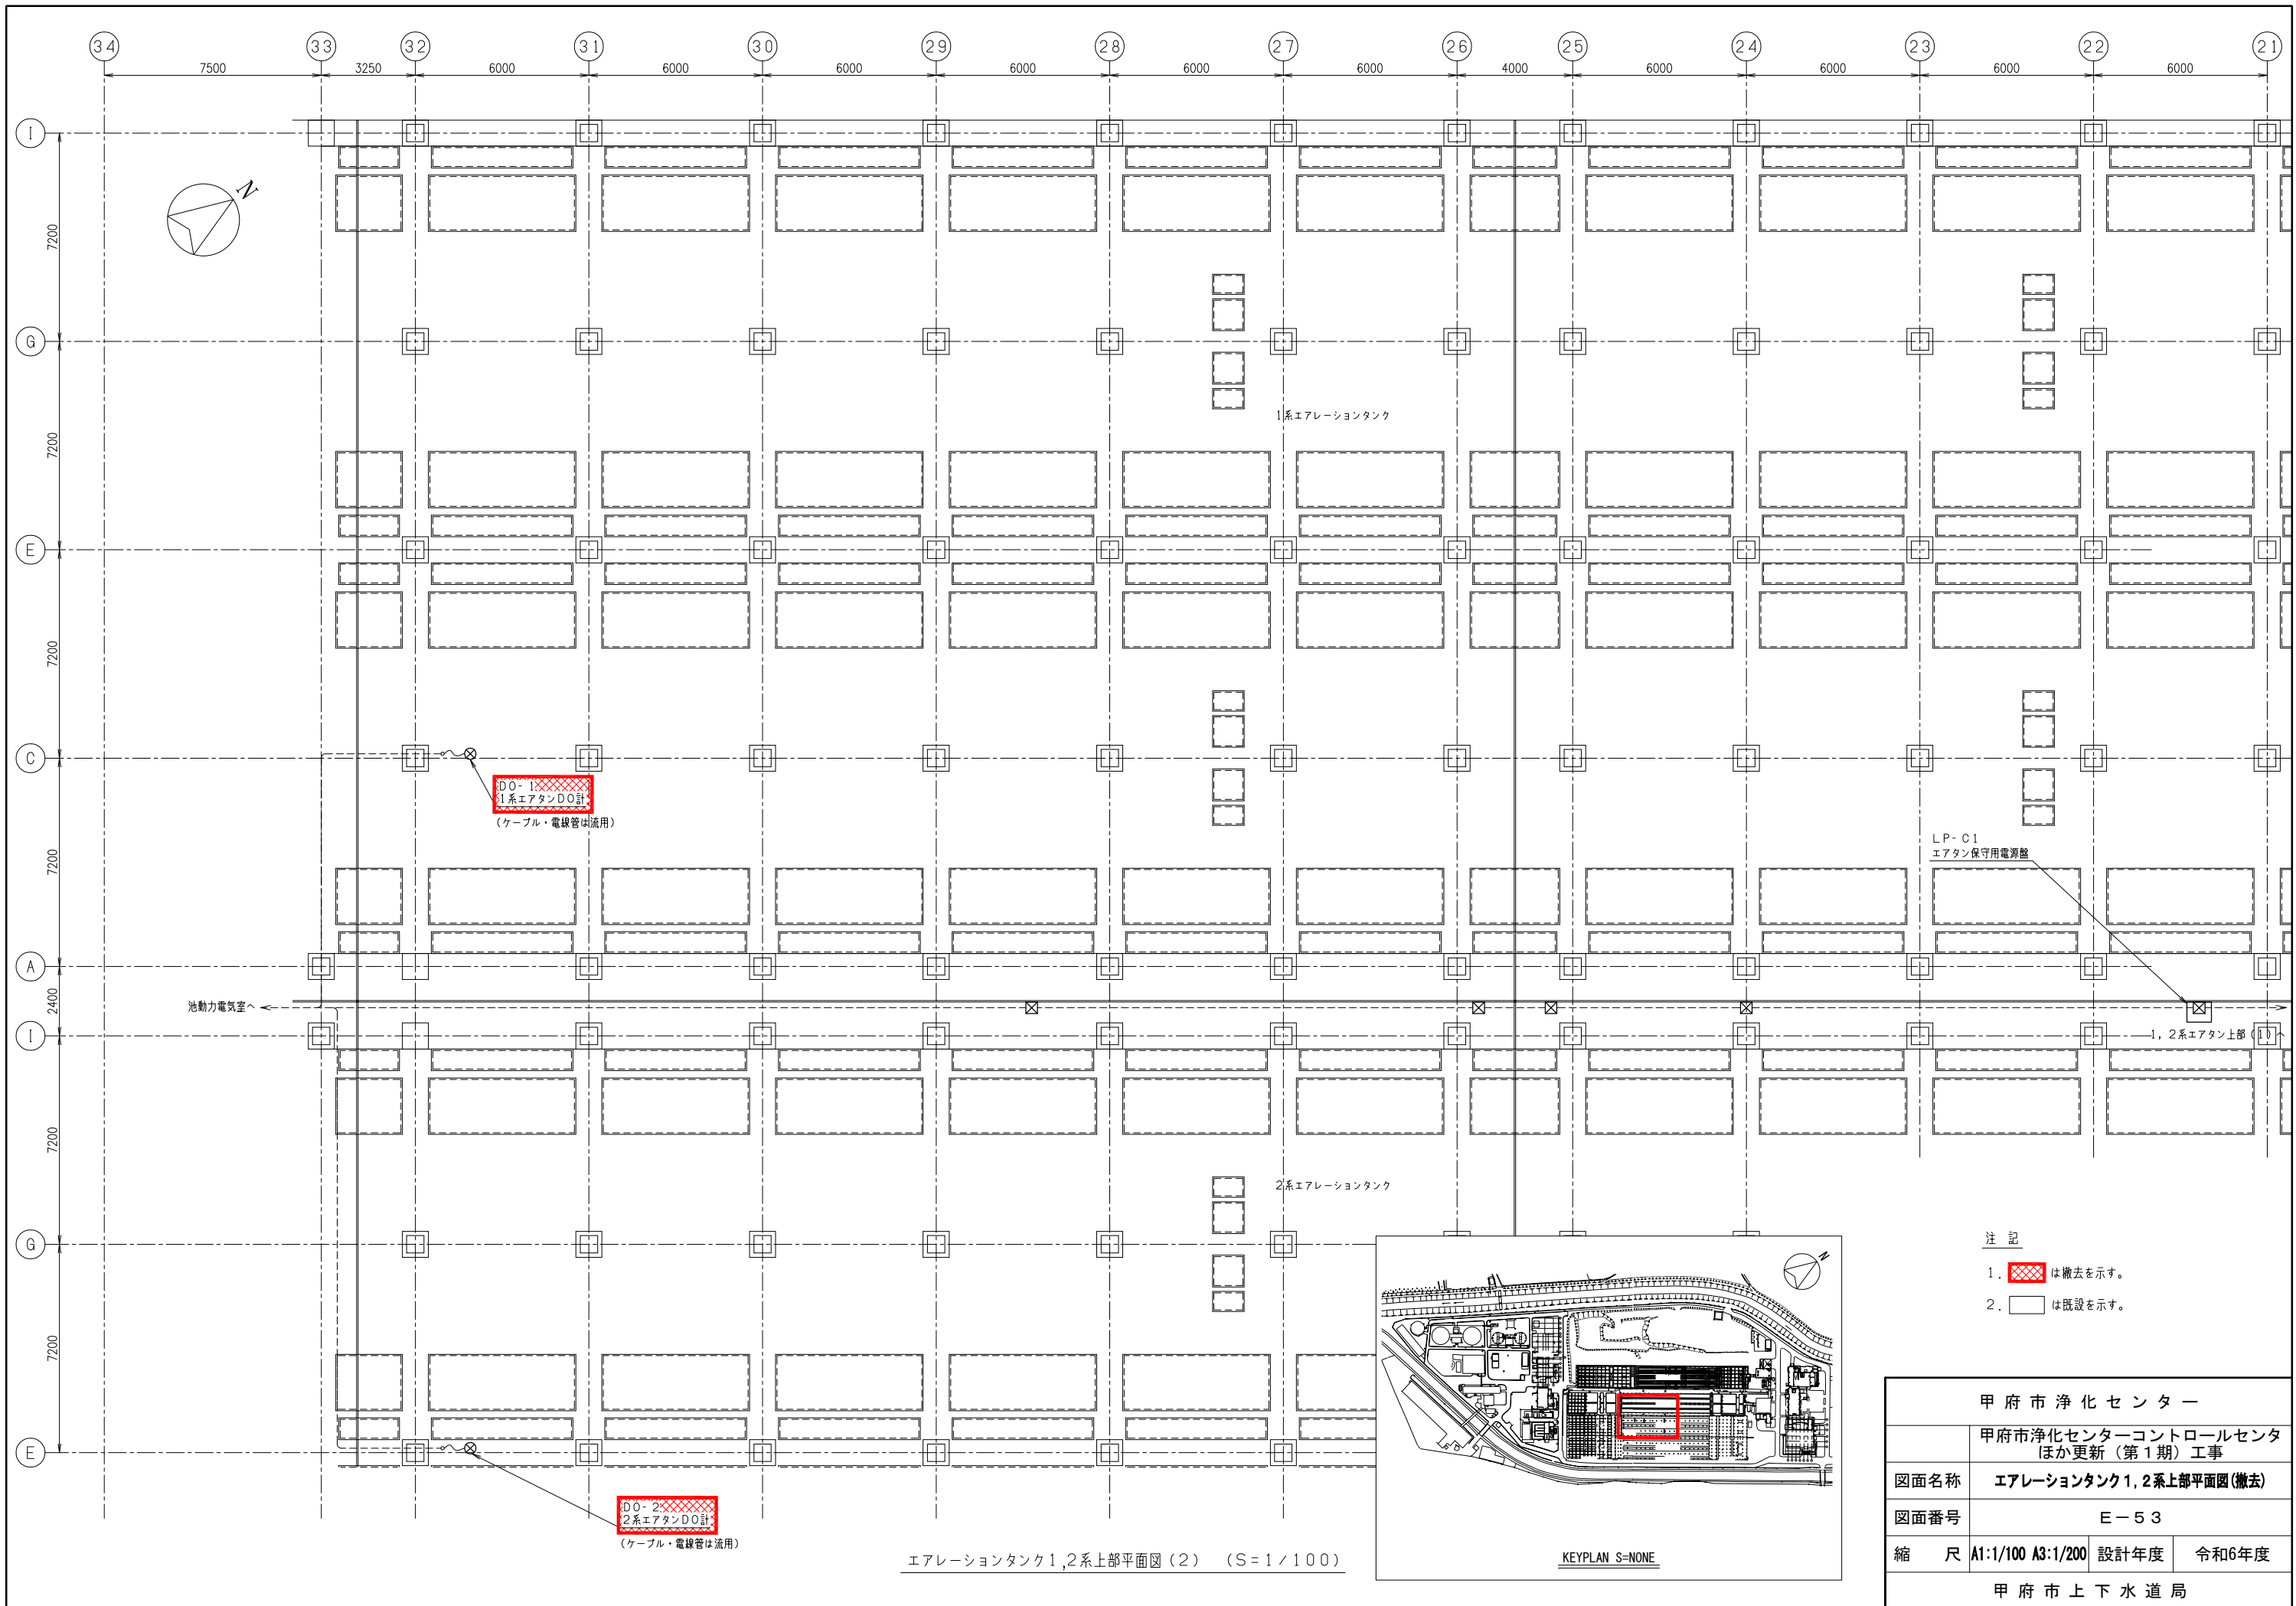 34 33 32 31 30 29 28 27 26 25 24 23 22 21
7500 3250 6000 6000 6000 6000 6000 6000 4000 6000 6000 6000 6000
I
N
7200
G
1系エアレーションタンク
7200
E
7200
C
DO-1
1系エアタンDO計
(ケーブル・電線管は流用)
LP-C1
エアタン保守用電源盤
7200
A
2400
池動力電気室へ
I
1,2系エアタン上部(1)へ
7200
2系エアレーションタンク
G
7200
E
DO-2
2系エアタンDO計
(ケーブル・電線管は流用)
エアレーションタンク1,2系上部平面図(2) (S=1/100)
N
KEYPLAN S=NONE
注 記
1. は撤去を示す。
2. は既設を示す。
甲府市浄化センター
甲府市浄化センターコントロールセンタ
ほか更新(第1期)工事
図面名称 エアレーションタンク1,2系上部平面図(撤去)
図面番号 E-53
縮 尺 A1:1/100 A3:1/200 設計年度 令和6年度
甲府市上下水道局